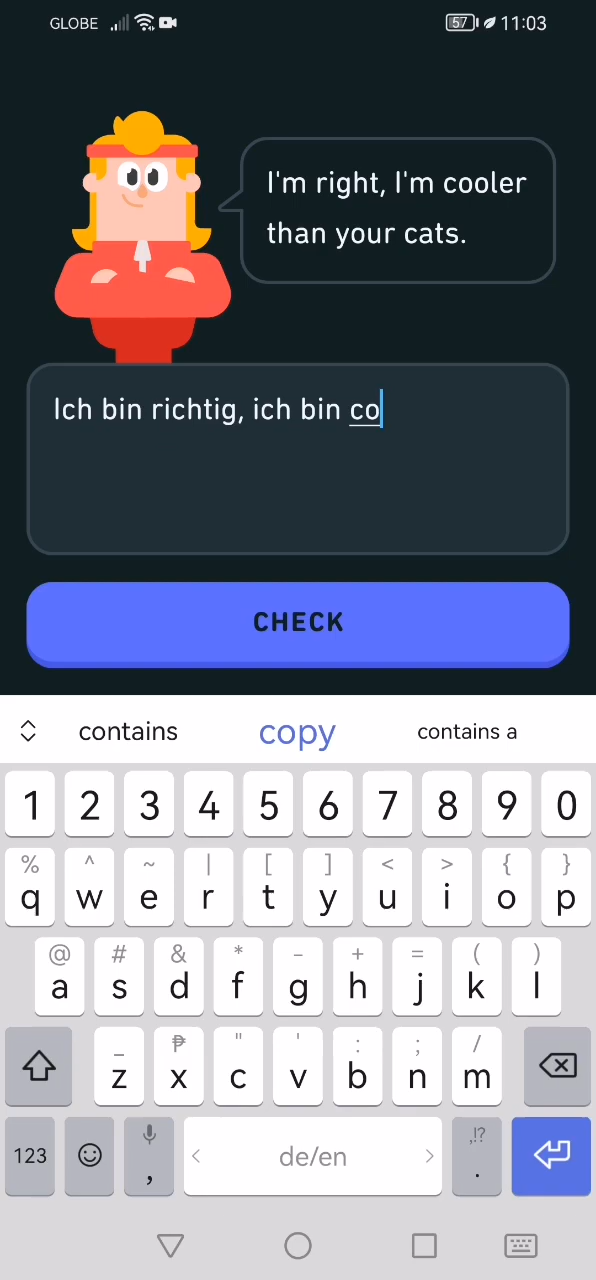 GLOBE 57 11:03
I'm right, I'm cooler
than your cats.
Ich bin richtig, ich bin co
CHECK
contains copy contains a
1 2 3 4 5 6 7 8 9 0
% ^ ~ | [ ] < > { }
q w e r t y u i o p
@ # & * - + = ( )
a s d f g h j k l
_ ₱ " ' : ; /
z x c v b n m
123 , < de/en > ,!? .